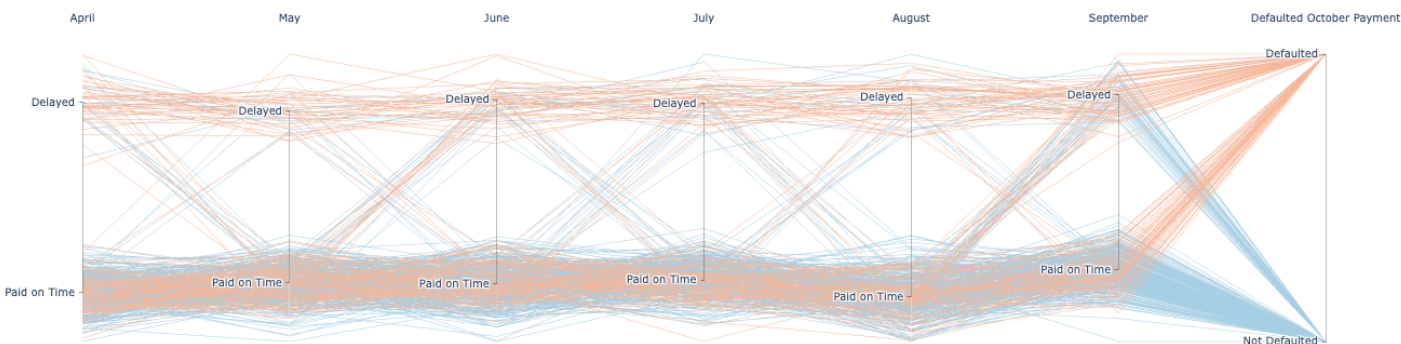 April May June July August September Defaulted October Payment
Defaulted
Delayed Delayed Delayed Delayed Delayed Delayed
Paid on Time Paid on Time Paid on Time Paid on Time Paid on Time Paid on Time
Not Defaulted